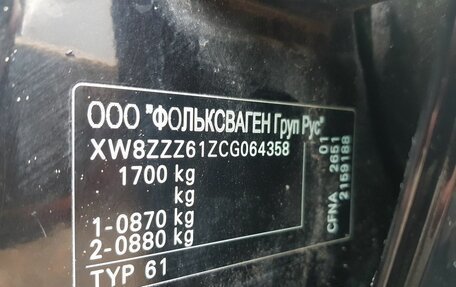 ООО "ФОЛЬКСВАГЕН Груп Рус"
XW8ZZZ61ZCG064358
1700 kg
kg
1-0870 kg
2-0880 kg
TYP 61
01
CFNA 2651
2159188